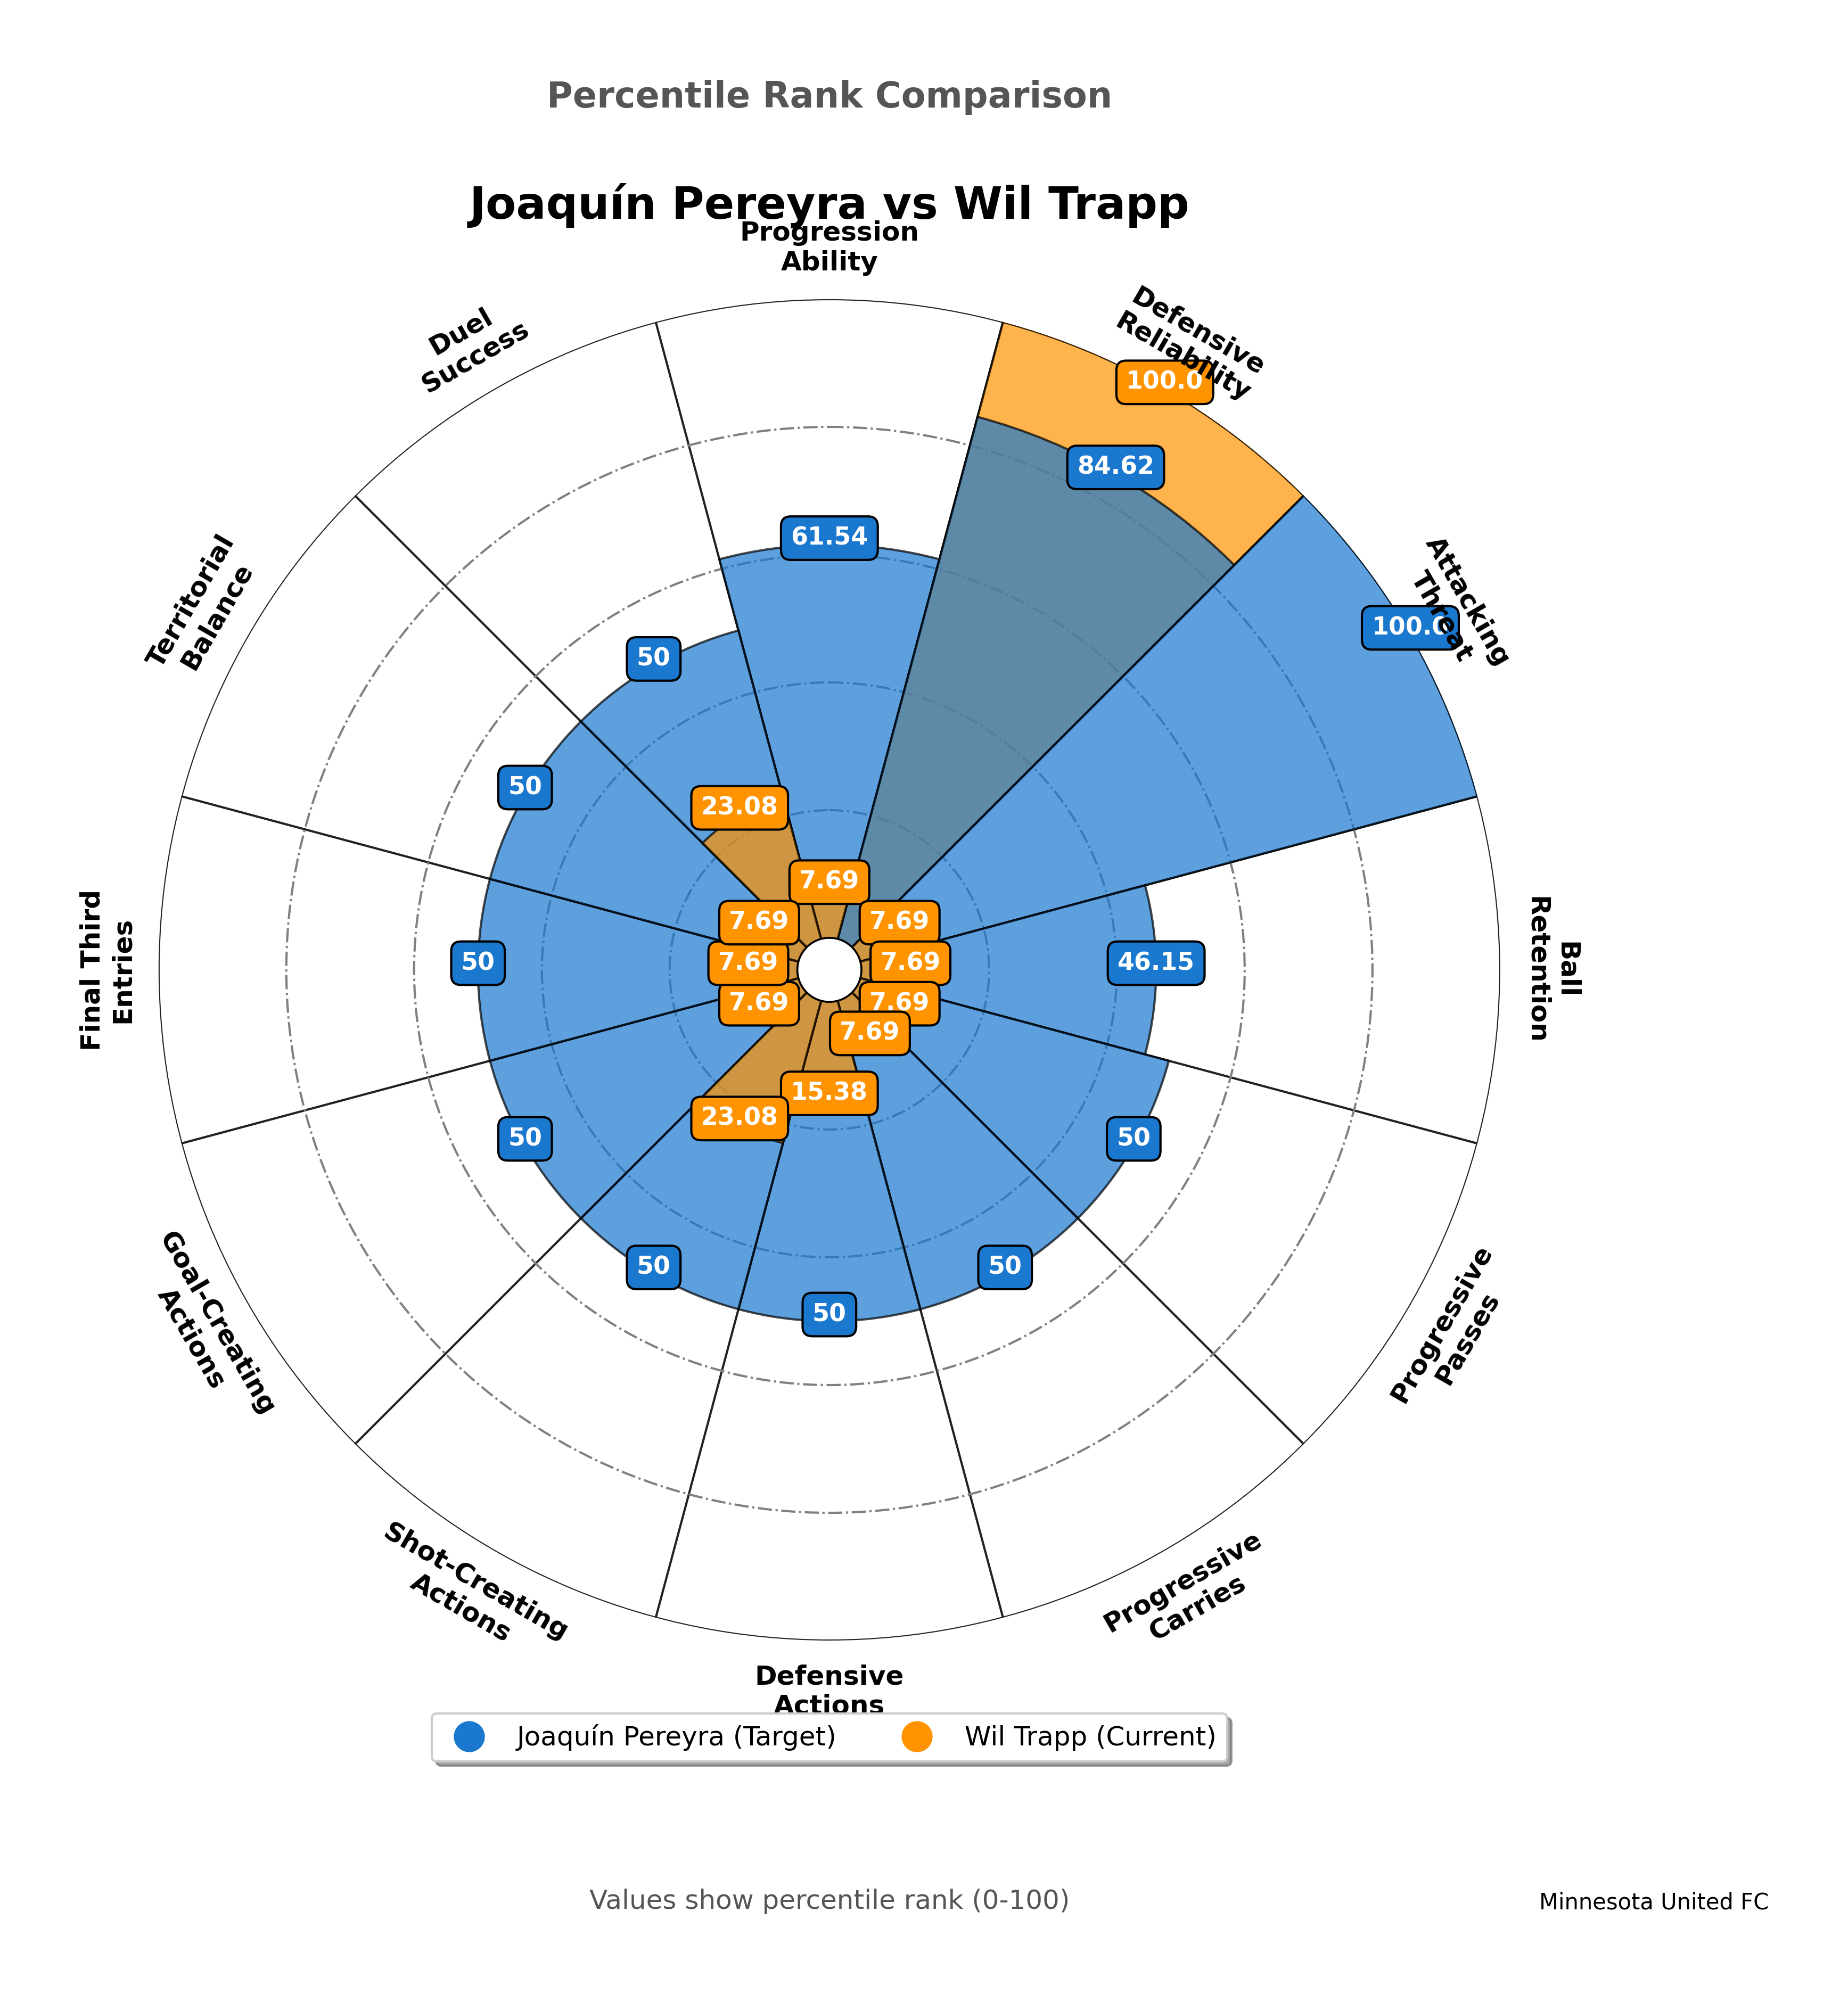 Percentile Rank Comparison
Joaquín Pereyra vs Wil Trapp
Progression
Ability
Defensive
Reliability
100.0
84.62
Attacking
Threat
100.0
Duel
Success
61.54
50
Territorial
Balance
50
23.08
7.69
7.69
7.69
Final Third
Entries
50
7.69
7.69
46.15
Ball
Retention
7.69
7.69
7.69
15.38
23.08
50
50
Goal-Creating
Actions
Progressive
Passes
50
50
50
Shot-Creating
Actions
Progressive
Carries
Defensive
Actions
Joaquín Pereyra (Target)
Wil Trapp (Current)
Values show percentile rank (0-100)
Minnesota United FC